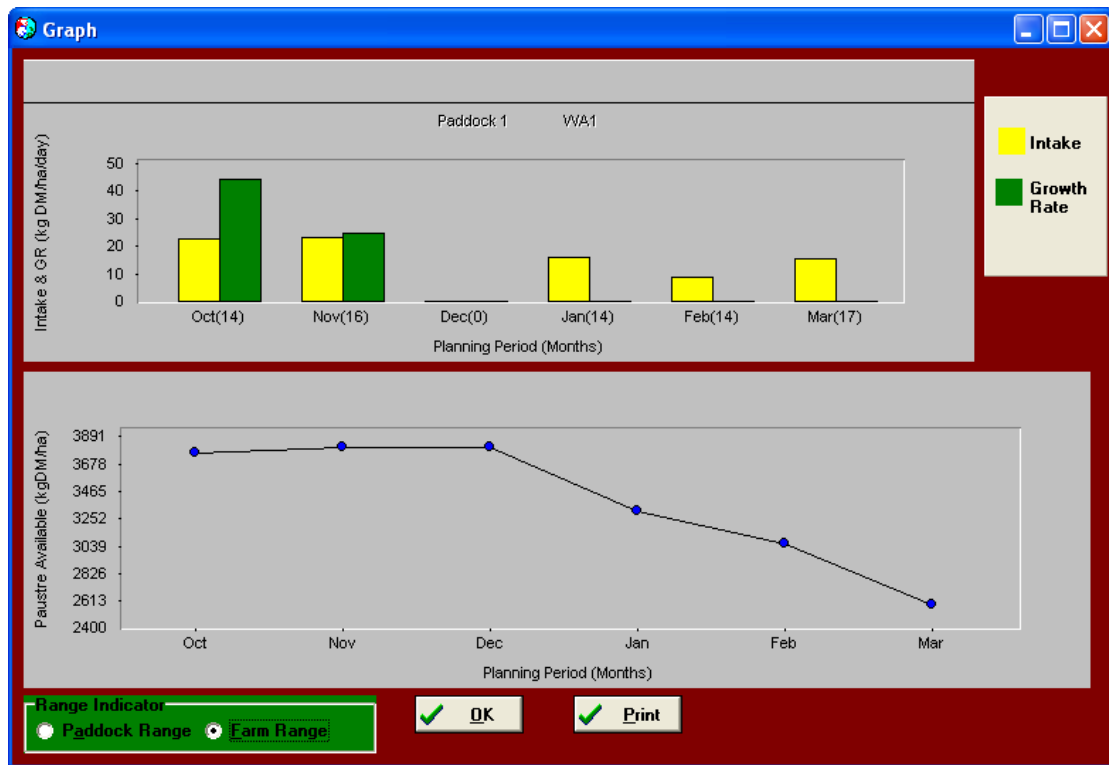 Graph
Paddock 1 WA1
Intake & GR (kg DM/ha/day)
50
40
30
20
10
0
Oct(14) Nov(16) Dec(0) Jan(14) Feb(14) Mar(17)
Planning Period (Months)
Intake
Growth
Rate
Paustre Available (kgDM/ha)
3891
3678
3465
3252
3039
2826
2613
2400
Oct Nov Dec Jan Feb Mar
Planning Period (Months)
Range Indicator
Paddock Range Farm Range
OK
Print